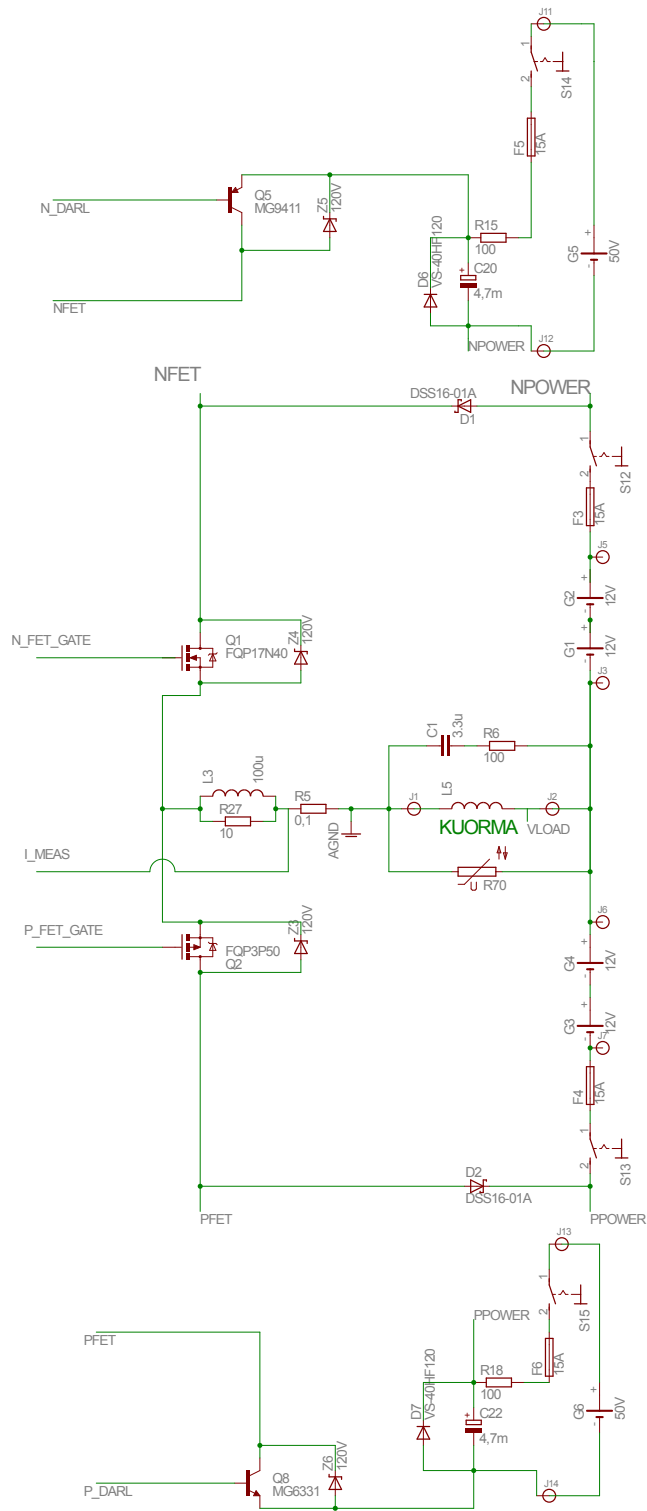 J11
1
2
S14
F5
15A
N_DARL
Q5
MG9411
Z5
120V
D6
VS-40HF120
R15
100
+
C20
4,7m
+
-
G5
50V
NFET
NPOWER
J12
NFET
NPOWER
DSS16-01A
D1
1
2
S12
F3
15A
J5
+
-
G2
12V
+
-
G1
12V
J3
N_FET_GATE
Q1
FQP17N40
Z4
120V
C1
3.3u
R6
100
L3
100u
R27
10
R5
0,1
AGND
J1
L5
J2
KUORMA
VLOAD
I_MEAS
U
R70
P_FET_GATE
FQP3P50
Q2
Z3
120V
J6
+
-
G4
12V
+
-
G3
12V
J7
F4
15A
1
2
S13
D2
DSS16-01A
PFET
PPOWER
J13
1
2
S15
PPOWER
F6
15A
PFET
D7
VS-40HF120
R18
100
+
C22
4,7m
+
-
G6
50V
P_DARL
Q8
MG6331
Z6
120V
J14